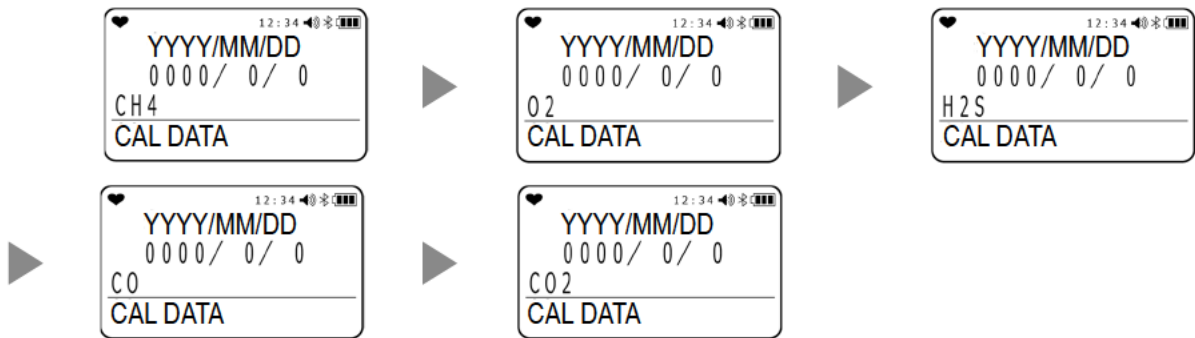 12:34
YYYY/MM/DD
0000/ 0/ 0
CH4
CAL DATA
12:34
YYYY/MM/DD
0000/ 0/ 0
O2
CAL DATA
12:34
YYYY/MM/DD
0000/ 0/ 0
H2S
CAL DATA
12:34
YYYY/MM/DD
0000/ 0/ 0
CO
CAL DATA
12:34
YYYY/MM/DD
0000/ 0/ 0
CO2
CAL DATA